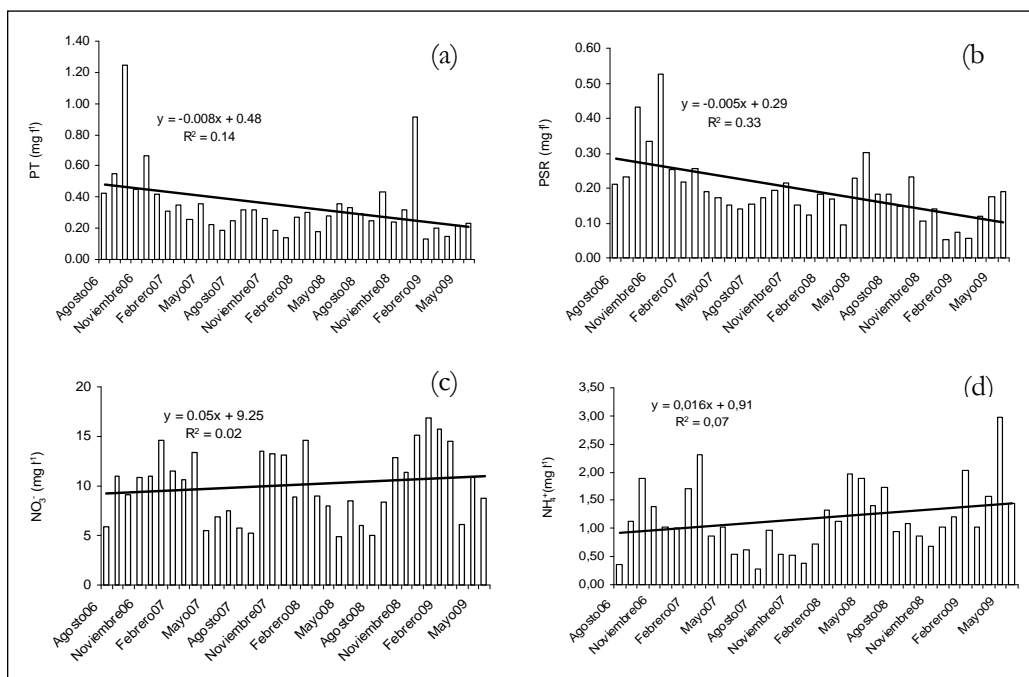 (a)
PT (mg l⁻¹)
1.40
1.20
1.00
0.80
0.60
0.40
0.20
0.00
y = -0.008x + 0.48
R² = 0.14
Agosto06
Noviembre06
Febrero07
Mayo07
Agosto07
Noviembre07
Febrero08
Mayo08
Agosto08
Noviembre08
Febrero09
Mayo09
(b)
PSR (mg l⁻¹)
0.60
0.50
0.40
0.30
0.20
0.10
0.00
y = -0.005x + 0.29
R² = 0.33
Agosto06
Noviembre06
Febrero07
Mayo07
Agosto07
Noviembre07
Febrero08
Mayo08
Agosto08
Noviembre08
Febrero09
Mayo09
(c)
NO₃⁻ (mg l⁻¹)
20
15
10
5
0
y = 0.05x + 9.25
R² = 0.02
Agosto06
Noviembre06
Febrero07
Mayo07
Agosto07
Noviembre07
Febrero08
Mayo08
Agosto08
Noviembre08
Febrero09
Mayo09
(d)
NH₄⁺ (mg l⁻¹)
3,50
3,00
2,50
2,00
1,50
1,00
0,50
0,00
y = 0,016x + 0,91
R² = 0,07
Agosto06
Noviembre06
Febrero07
Mayo07
Agosto07
Noviembre07
Febrero08
Mayo08
Agosto08
Noviembre08
Febrero09
Mayo09